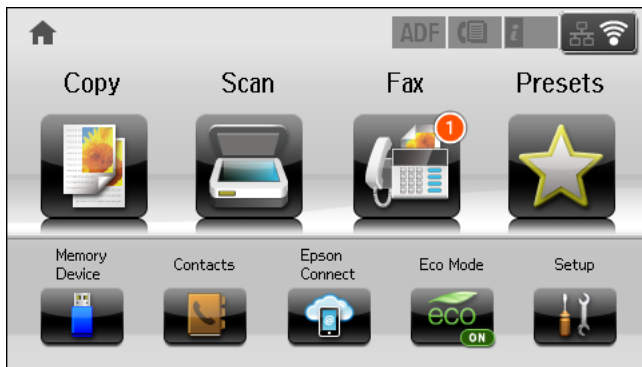 ADF i
Copy Scan Fax Presets
1
Memory Device Contacts Epson Connect Eco Mode Setup
@
eco
ON